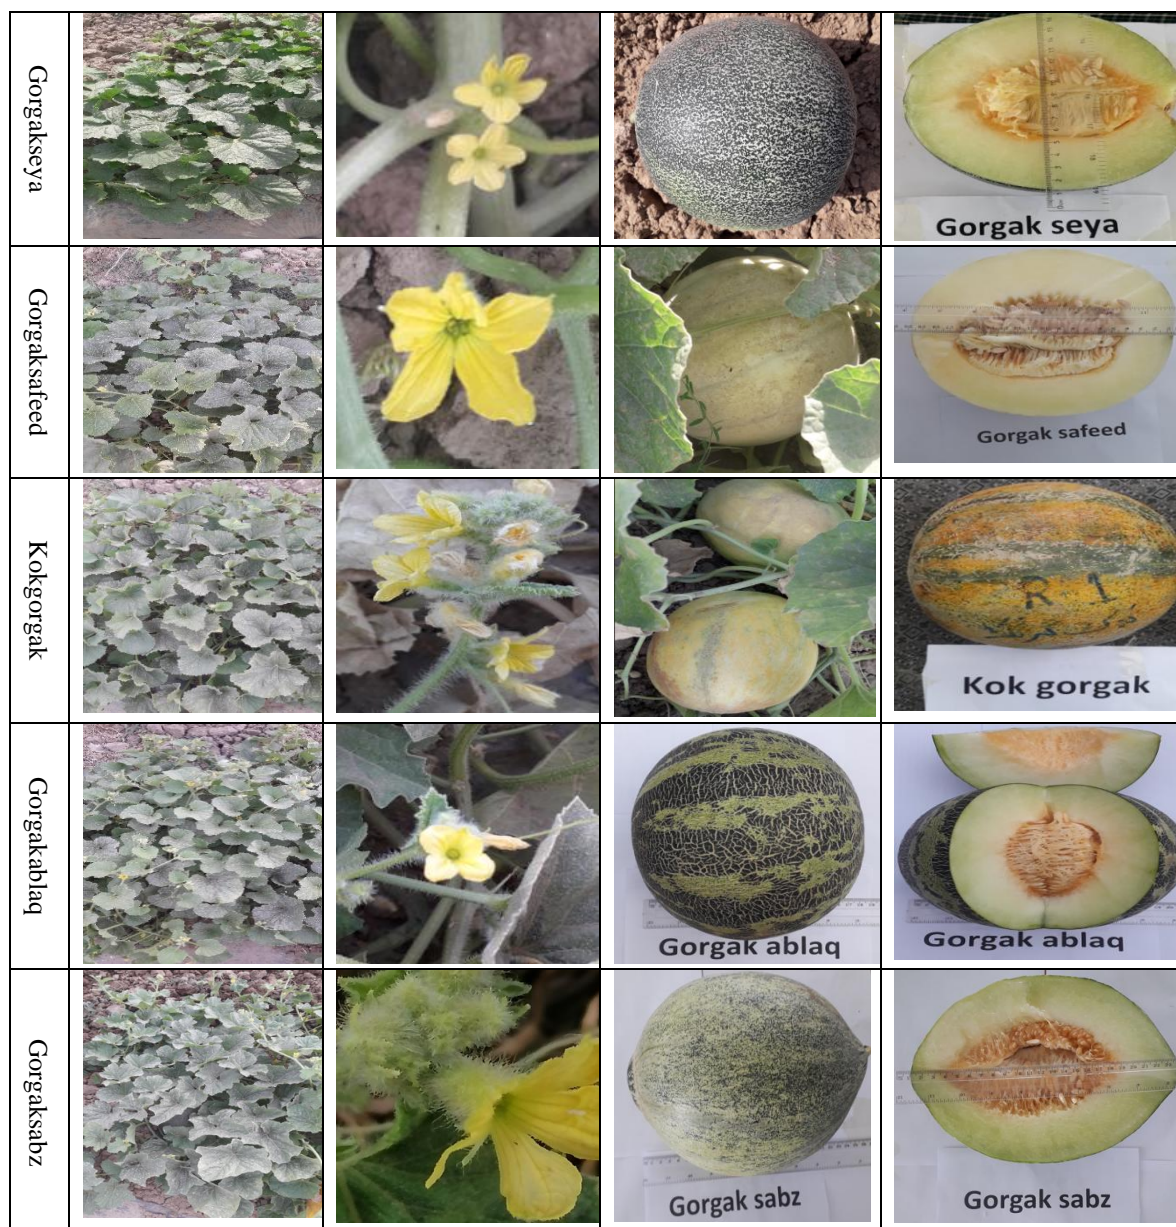 Gorgakseya
Gorgak seya
Gorgaksafeed
Gorgak safeed
Kokgorgak
R 1
Kok gorgak
Gorgakablaq
Gorgak ablaq
Gorgak ablaq
Gorgaksabz
Gorgak sabz
Gorgak sabz